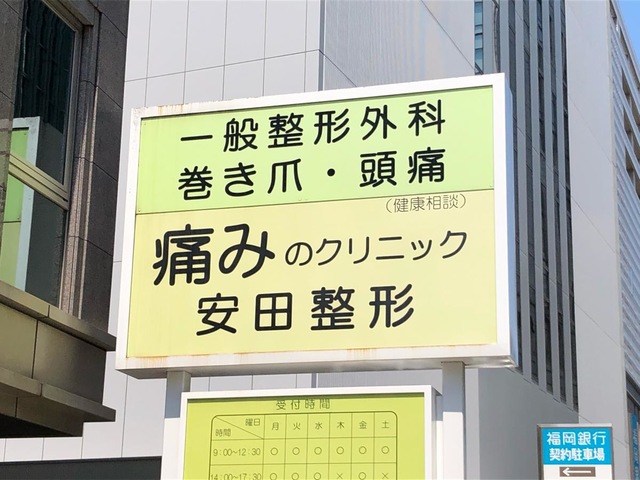 一般整形外科
巻き爪・頭痛
(健康相談)
痛みのクリニック
安田整形
受付時間
時間 曜日 月 火 水 木 金 土
9:00~12:30 ○ ○ ○ ○ ○ ○
14:00~17:30 ○ ○ ○ × ○ ×
福岡銀行
契約駐車場